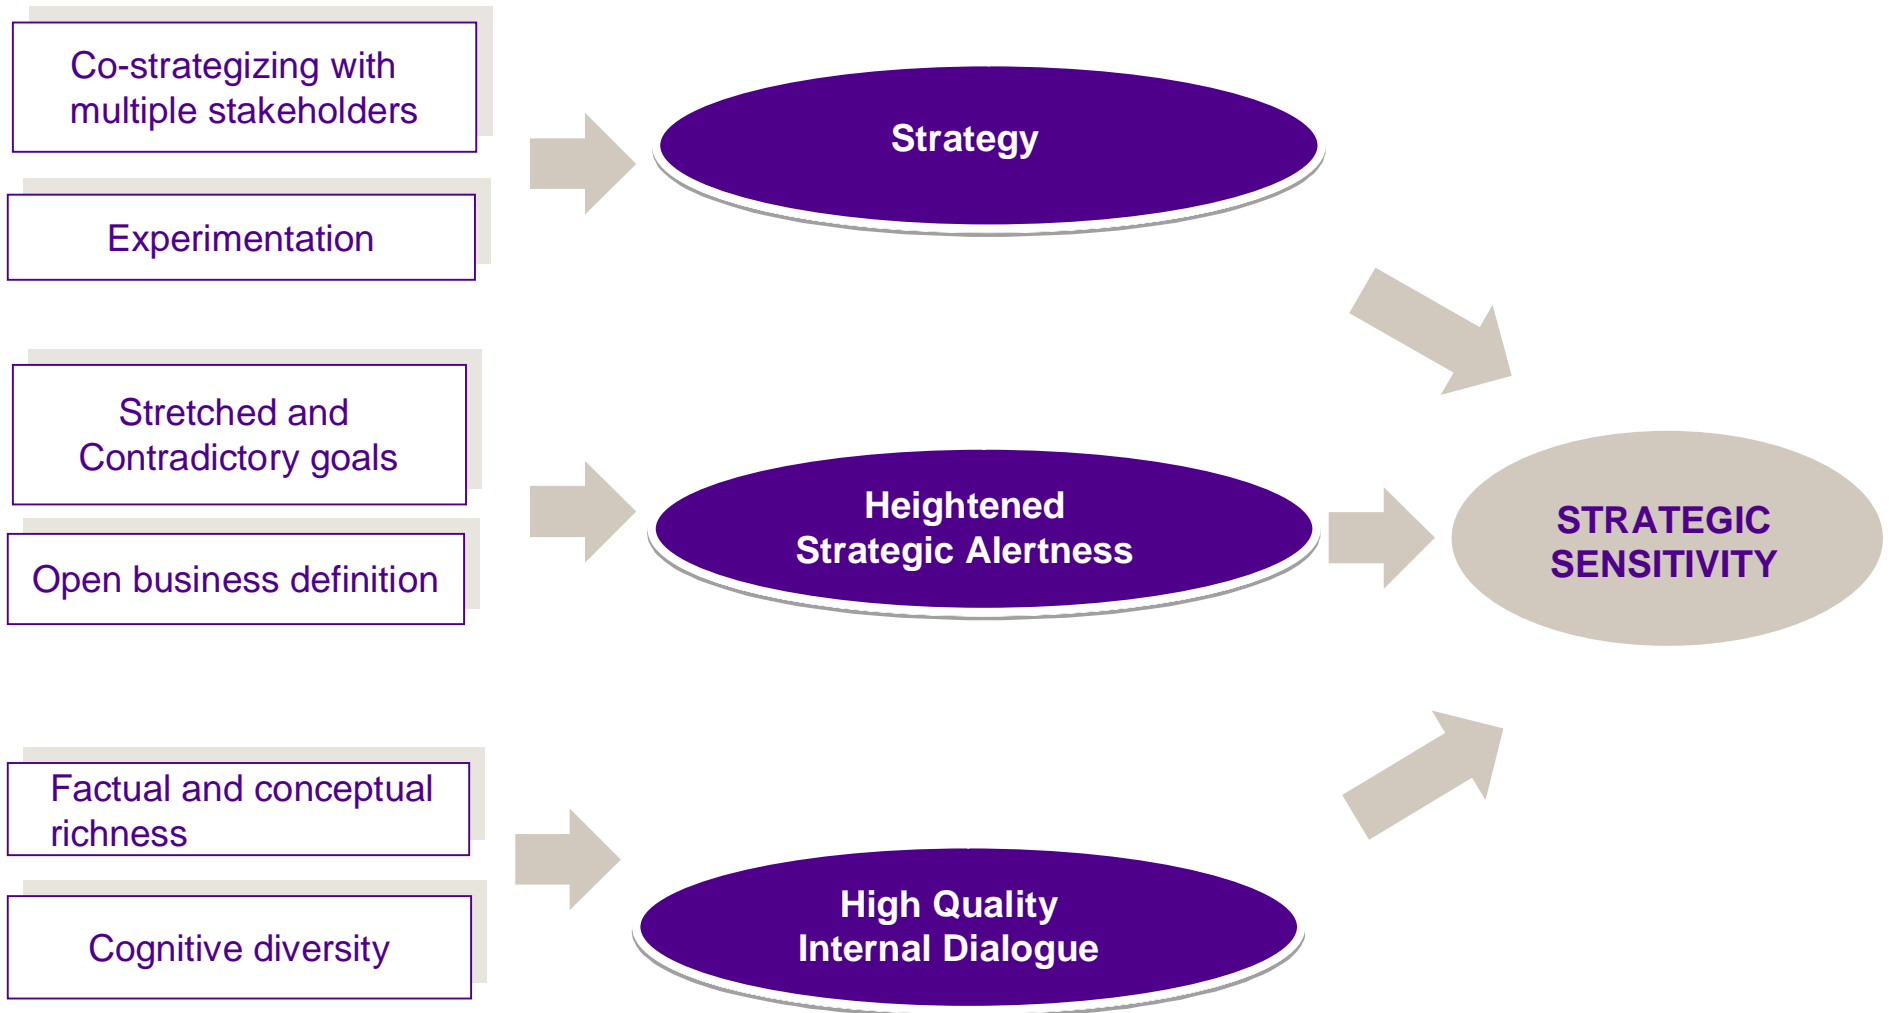 Co-strategizing with
multiple stakeholders
Experimentation
Strategy
Stretched and
Contradictory goals
Open business definition
Heightened
Strategic Alertness
STRATEGIC
SENSITIVITY
Factual and conceptual
richness
Cognitive diversity
High Quality
Internal Dialogue